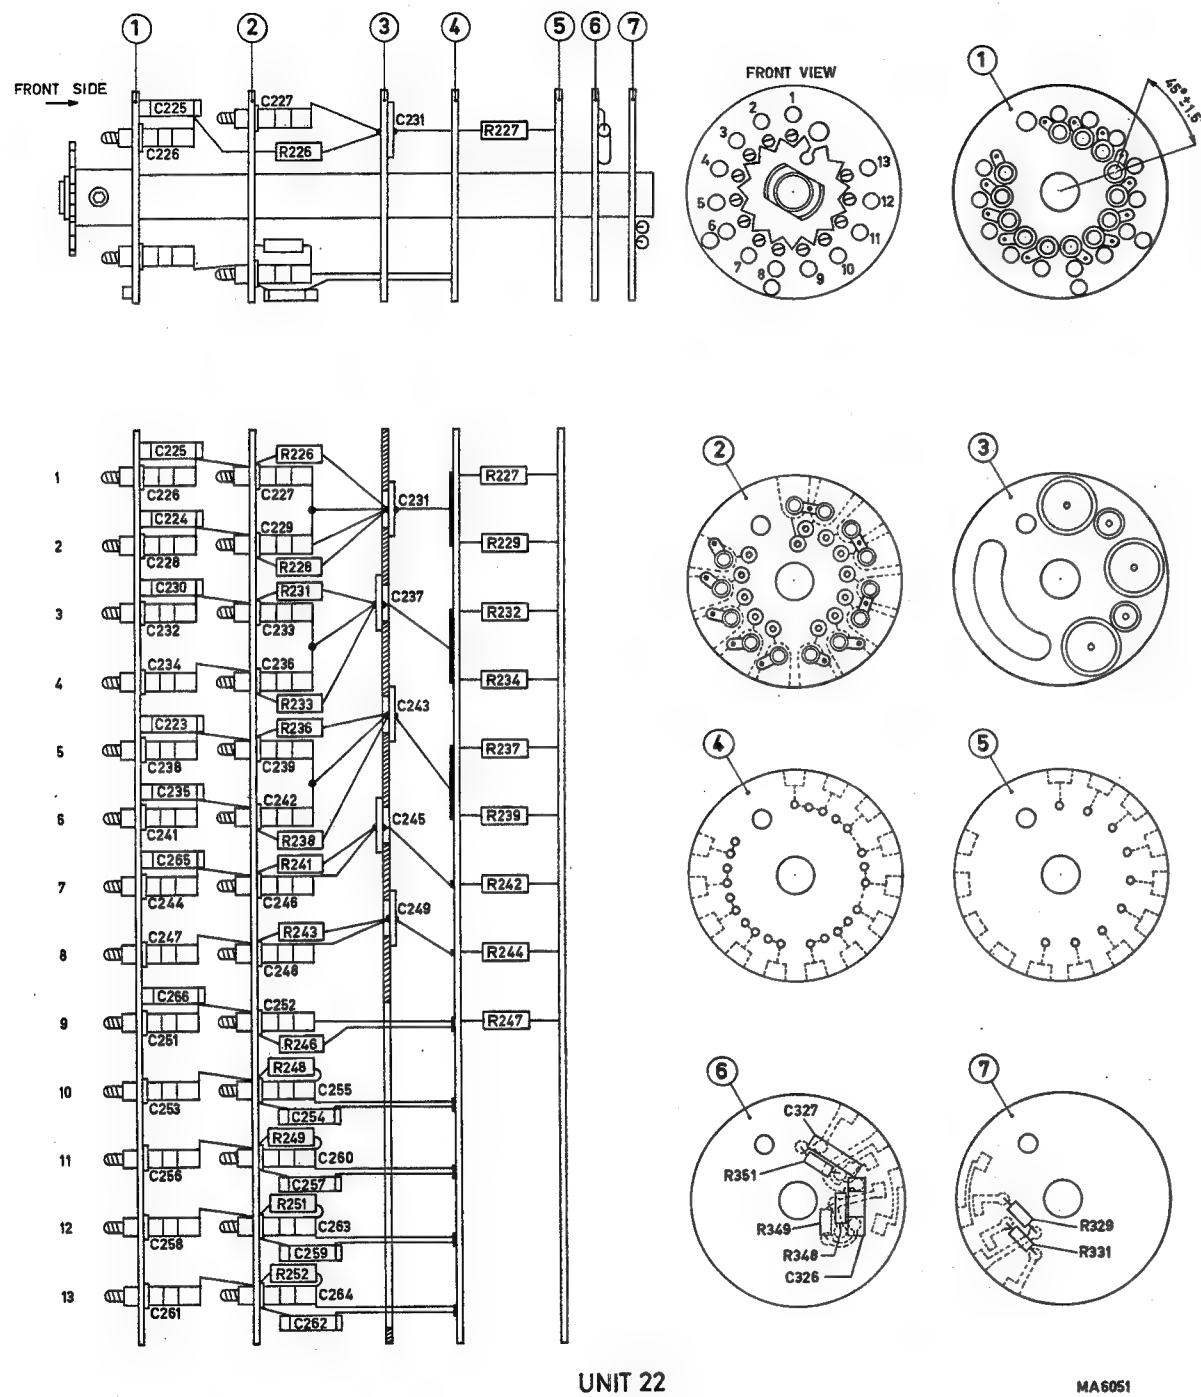 1 2 3 4 5 6 7
FRONT SIDE
C225
C226
C227
R226
C231
R227
FRONT VIEW
1
2
3
4
5
6
7
8
9
10
11
12
13
1
45°±1.5°
1
C225
C226
R226
C227
C231
R227
2
C224
C228
C229
R228
R229
3
C230
C232
R231
C233
C237
R232
4
C234
C236
R233
R234
5
C223
C238
R236
C239
C243
R237
6
C235
C241
C242
R238
R239
7
C265
C244
R241
C246
C245
R242
8
C247
R243
C248
C249
R244
9
C266
C251
C252
R246
R247
10
C253
R248
C255
C254
11
C256
R249
C260
C257
12
C258
R251
C263
C259
13
C261
R252
C264
C262
2
3
4
5
6
C327
R351
R349
R348
C326
7
R329
R331
UNIT 22
MA6051